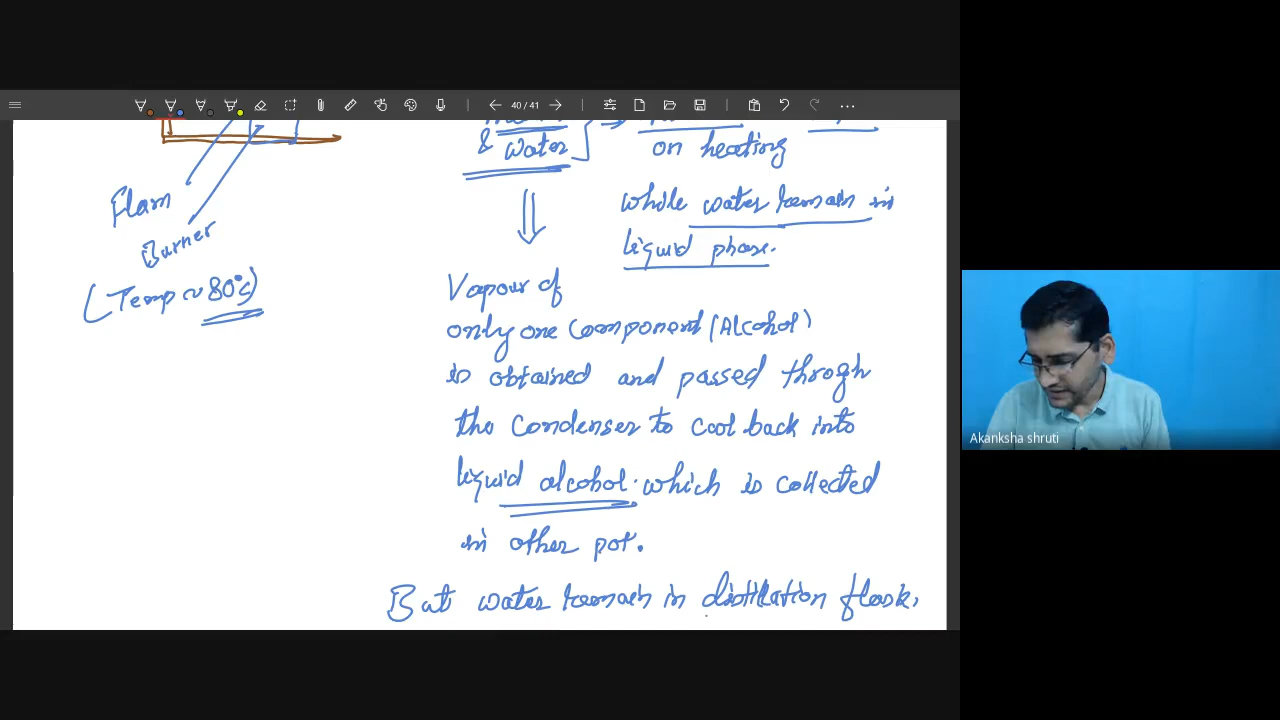 40 / 41
& water
on heating
while water remain in
liquid phase.
Flam
Burner
(Temp ~ 80°C)
Vapour of
only one component (Alcohol)
is obtained and passed throgh
the condenser to cool back into
liquid alcohol. which is collected
in other pot.
But water remain in distillation flask.
Akanksha shruti